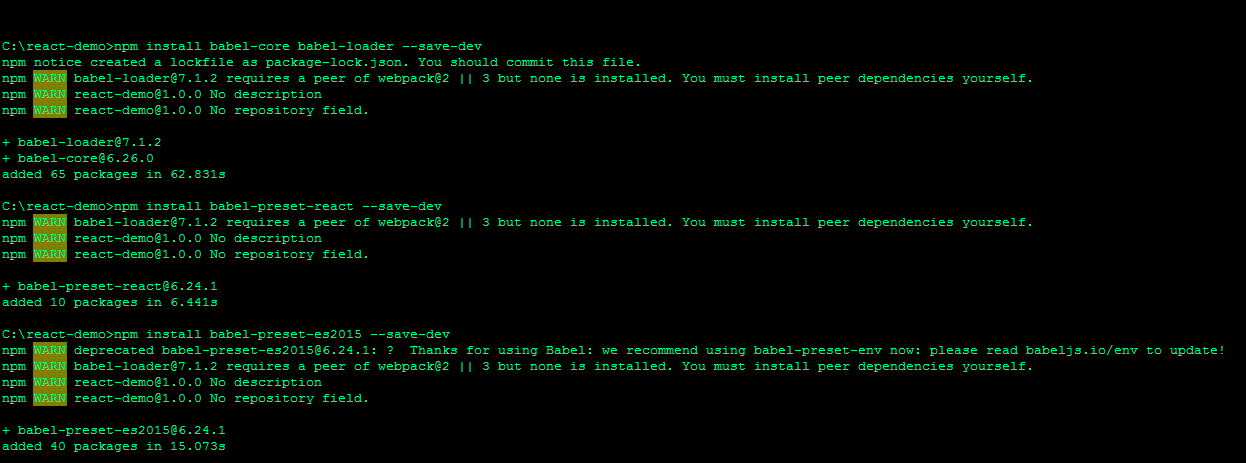 C:\react-demo>npm install babel-core babel-loader --save-dev
npm notice created a lockfile as package-lock.json. You should commit this file.
npm WARN babel-loader@7.1.2 requires a peer of webpack@2 || 3 but none is installed. You must install peer dependencies yourself.
npm WARN react-demo@1.0.0 No description
npm WARN react-demo@1.0.0 No repository field.
+ babel-loader@7.1.2
+ babel-core@6.26.0
added 65 packages in 62.831s
C:\react-demo>npm install babel-preset-react --save-dev
npm WARN babel-loader@7.1.2 requires a peer of webpack@2 || 3 but none is installed. You must install peer dependencies yourself.
npm WARN react-demo@1.0.0 No description
npm WARN react-demo@1.0.0 No repository field.
+ babel-preset-react@6.24.1
added 10 packages in 6.441s
C:\react-demo>npm install babel-preset-es2015 --save-dev
npm WARN deprecated babel-preset-es2015@6.24.1: ?  Thanks for using Babel: we recommend using babel-preset-env now: please read babeljs.io/env to update!
npm WARN babel-loader@7.1.2 requires a peer of webpack@2 || 3 but none is installed. You must install peer dependencies yourself.
npm WARN react-demo@1.0.0 No description
npm WARN react-demo@1.0.0 No repository field.
+ babel-preset-es2015@6.24.1
added 40 packages in 15.073s